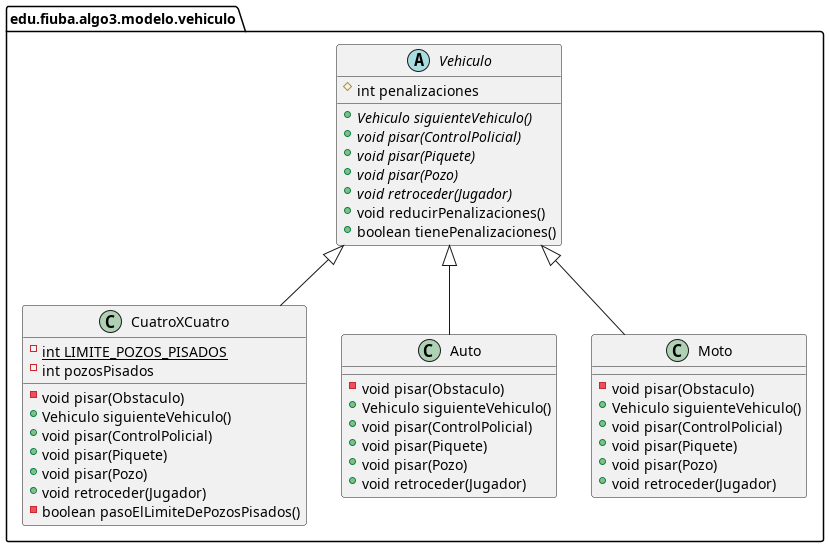 edu.fiuba.algo3.modelo.vehiculo
A Vehiculo
int penalizaciones
Vehiculo siguienteVehiculo()
void pisar(ControlPolicial)
void pisar(Piquete)
void pisar(Pozo)
void retroceder(Jugador)
void reducirPenalizaciones()
boolean tienePenalizaciones()
C CuatroXCuatro
int LIMITE_POZOS_PISADOS
int pozosPisados
void pisar(Obstaculo)
Vehiculo siguienteVehiculo()
void pisar(ControlPolicial)
void pisar(Piquete)
void pisar(Pozo)
void retroceder(Jugador)
boolean pasoElLimiteDePozosPisados()
C Auto
void pisar(Obstaculo)
Vehiculo siguienteVehiculo()
void pisar(ControlPolicial)
void pisar(Piquete)
void pisar(Pozo)
void retroceder(Jugador)
C Moto
void pisar(Obstaculo)
Vehiculo siguienteVehiculo()
void pisar(ControlPolicial)
void pisar(Piquete)
void pisar(Pozo)
void retroceder(Jugador)